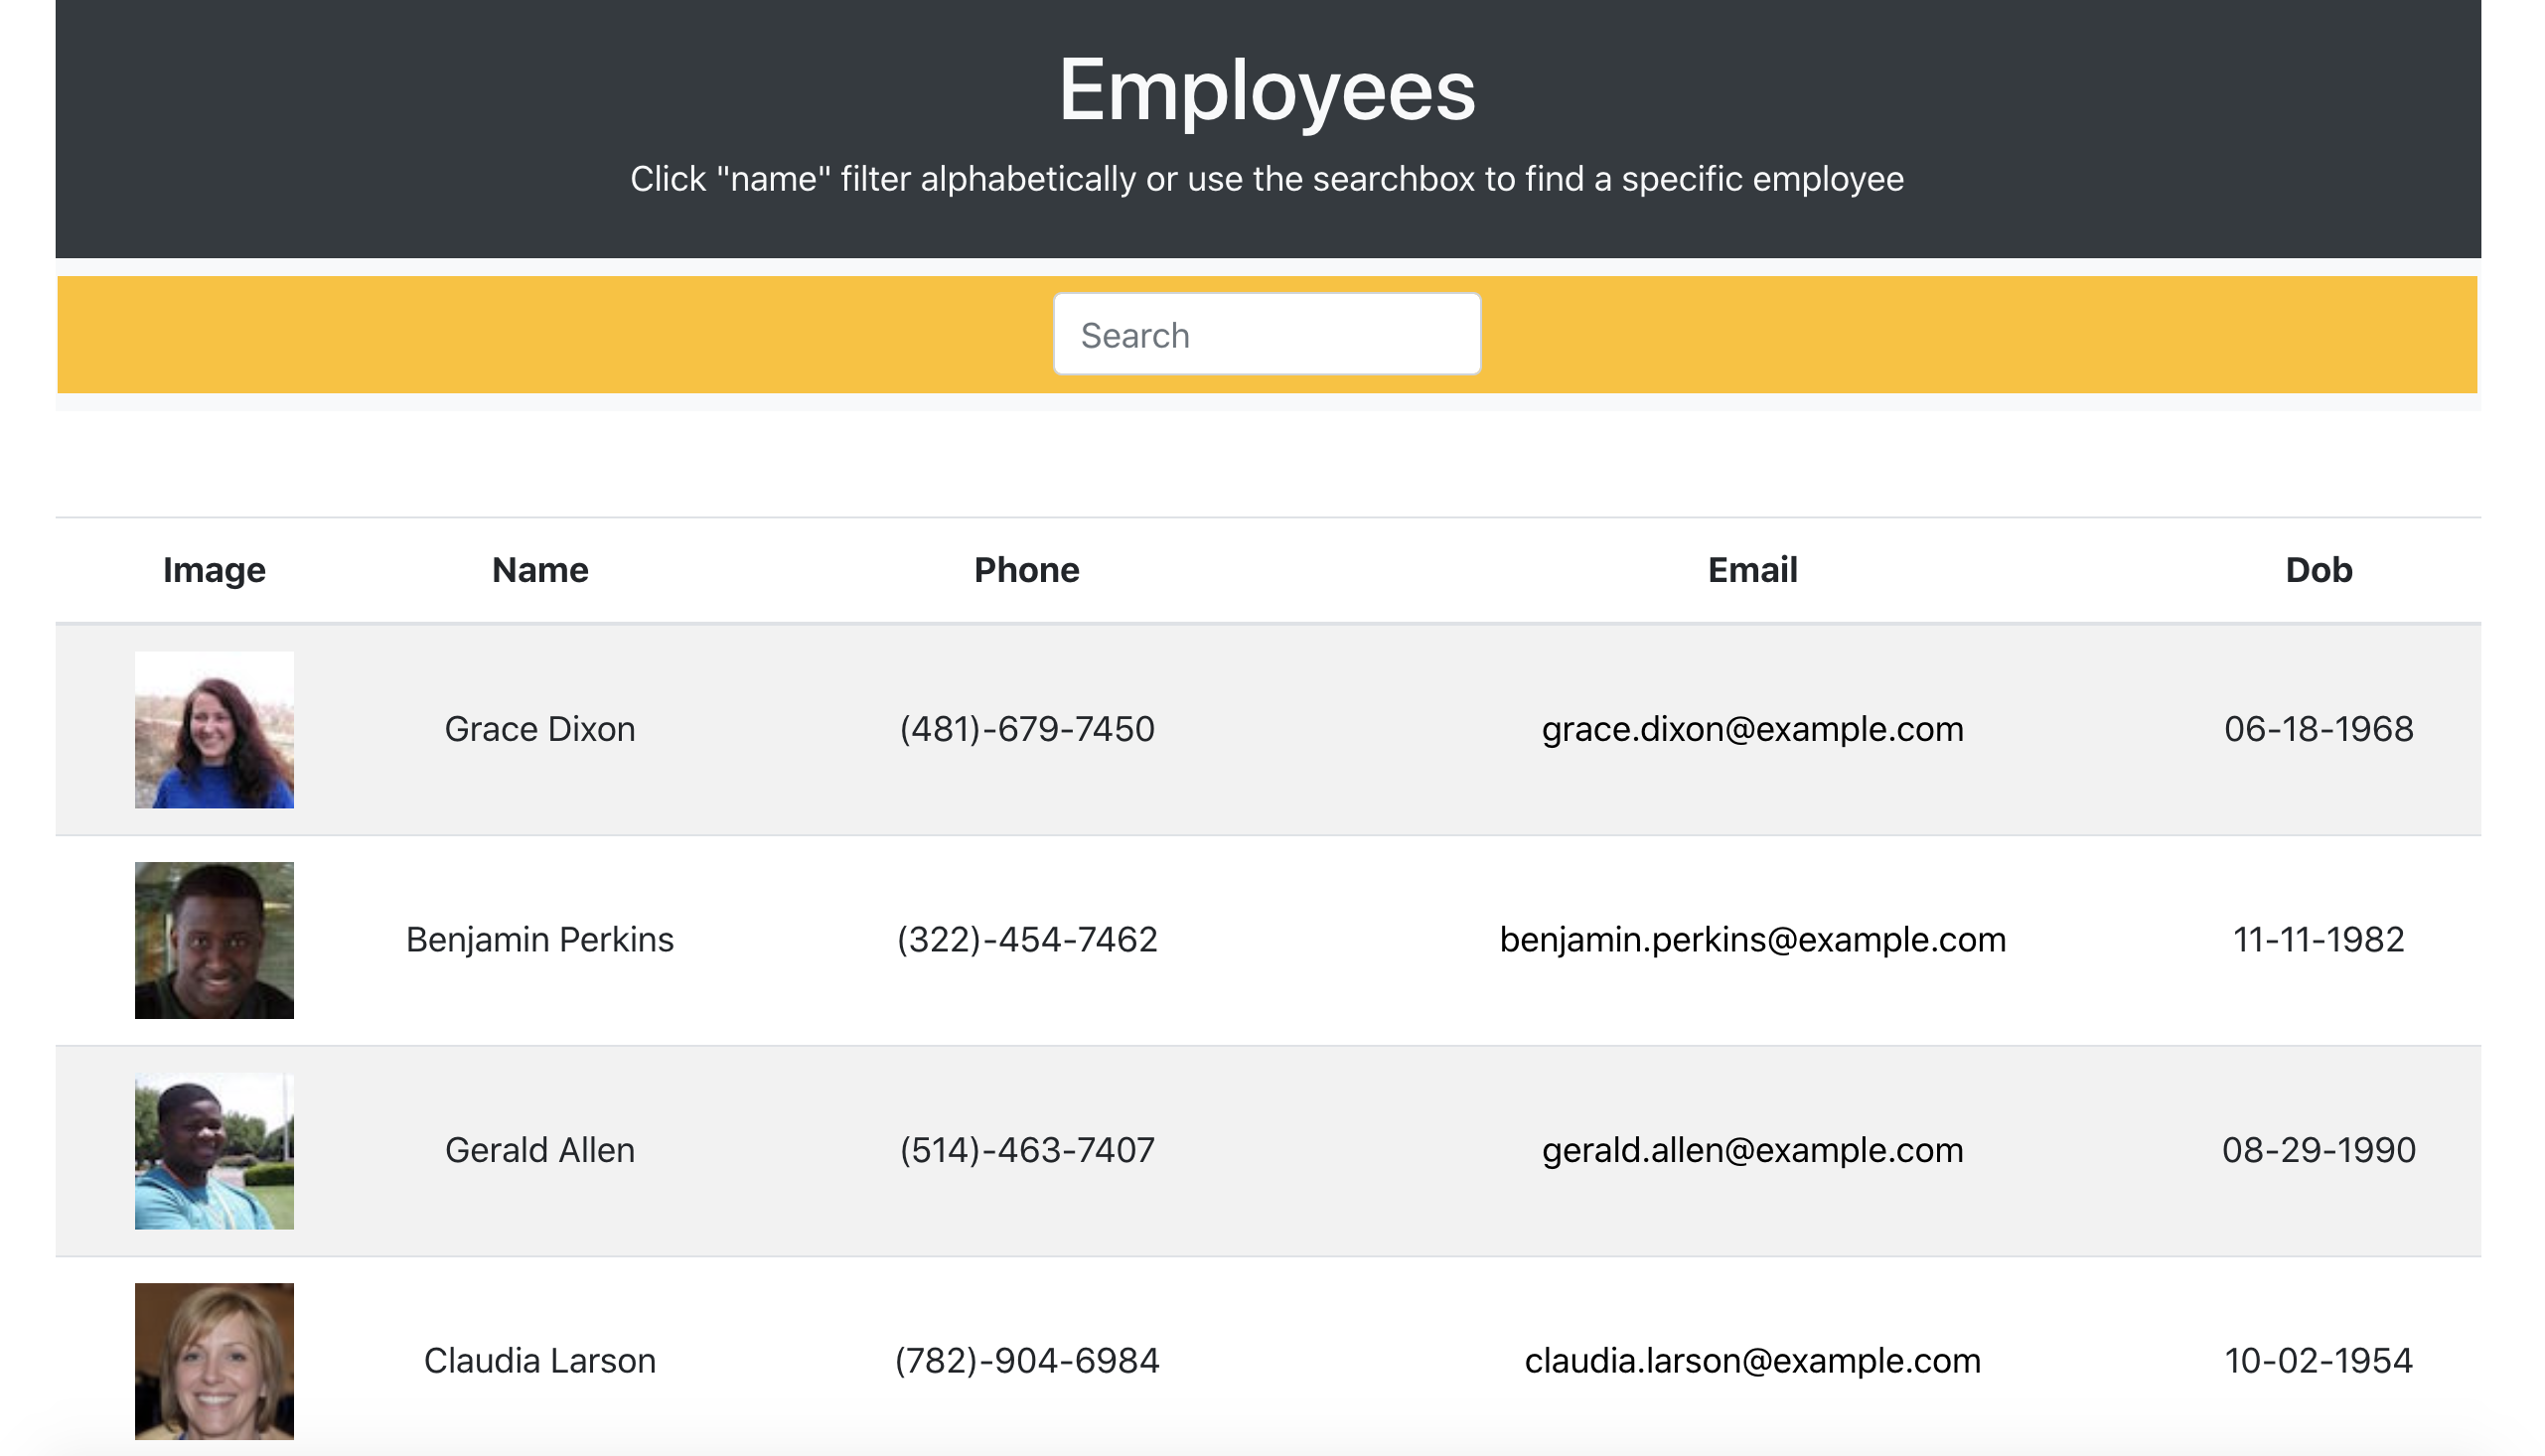 Employees
Click "name" filter alphabetically or use the searchbox to find a specific employee
Search
Image Name Phone Email Dob
Grace Dixon (481)-679-7450 grace.dixon@example.com 06-18-1968
Benjamin Perkins (322)-454-7462 benjamin.perkins@example.com 11-11-1982
Gerald Allen (514)-463-7407 gerald.allen@example.com 08-29-1990
Claudia Larson (782)-904-6984 claudia.larson@example.com 10-02-1954